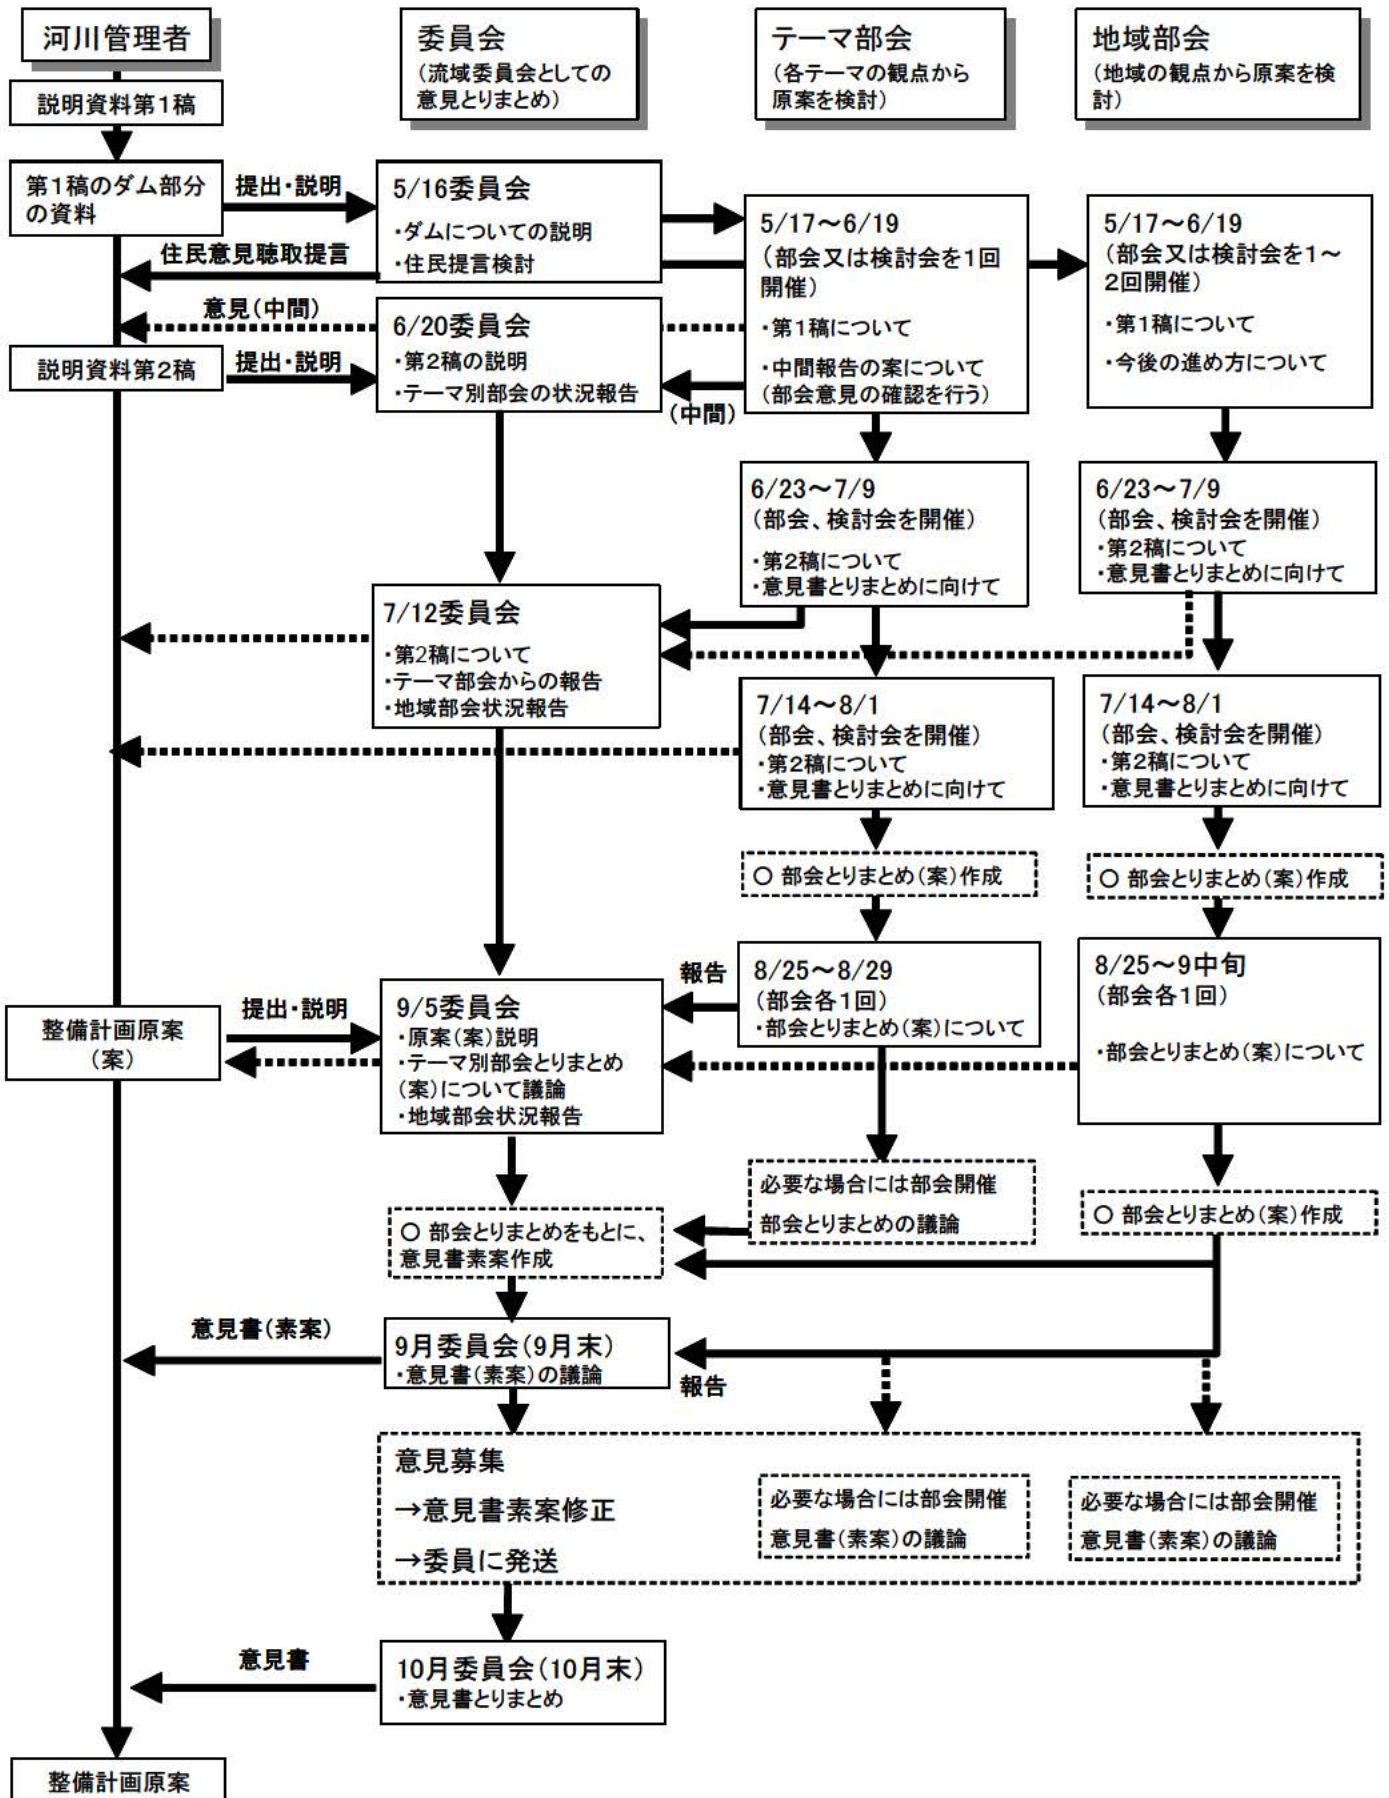 河川管理者
説明資料第1稿
第1稿のダム部分
の資料
提出・説明
住民意見聴取提言
意見(中間)
説明資料第2稿
提出・説明
整備計画原案
(案)
提出・説明
意見書(素案)
意見書
整備計画原案
委員会
(流域委員会としての
意見とりまとめ)
5/16委員会
・ダムについての説明
・住民提言検討
6/20委員会
・第2稿の説明
・テーマ別部会の状況報告
7/12委員会
・第2稿について
・テーマ部会からの報告
・地域部会状況報告
9/5委員会
・原案(案)説明
・テーマ別部会とりまとめ
(案)について議論
・地域部会状況報告
○ 部会とりまとめをもとに、
意見書素案作成
9月委員会(9月末)
・意見書(素案)の議論
意見募集
→意見書素案修正
→委員に発送
10月委員会(10月末)
・意見書とりまとめ
テーマ部会
(各テーマの観点から
原案を検討)
5/17~6/19
(部会又は検討会を1回
開催)
・第1稿について
・中間報告の案について
(部会意見の確認を行う)
(中間)
6/23~7/9
(部会、検討会を開催)
・第2稿について
・意見書とりまとめに向けて
7/14~8/1
(部会、検討会を開催)
・第2稿について
・意見書とりまとめに向けて
○ 部会とりまとめ(案)作成
報告
8/25~8/29
(部会各1回)
・部会とりまとめ(案)について
必要な場合には部会開催
部会とりまとめの議論
報告
必要な場合には部会開催
意見書(素案)の議論
地域部会
(地域の観点から原案を検
討)
5/17~6/19
(部会又は検討会を1~
2回開催)
・第1稿について
・今後の進め方について
6/23~7/9
(部会、検討会を開催)
・第2稿について
・意見書とりまとめに向けて
7/14~8/1
(部会、検討会を開催)
・第2稿について
・意見書とりまとめに向けて
○ 部会とりまとめ(案)作成
8/25~9中旬
(部会各1回)
・部会とりまとめ(案)について
○ 部会とりまとめ(案)作成
必要な場合には部会開催
意見書(素案)の議論